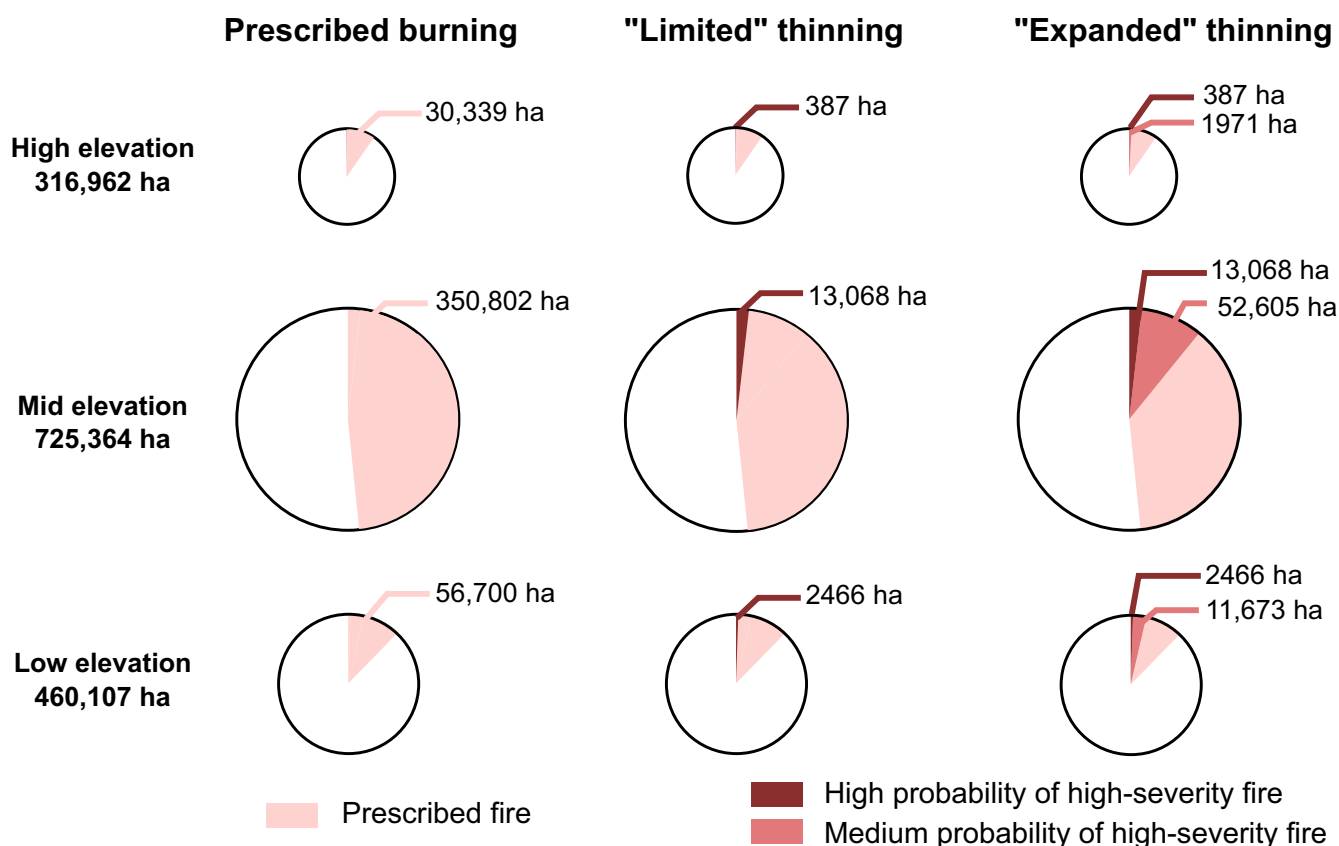 Prescribed burning
"Limited" thinning
"Expanded" thinning
High elevation
316,962 ha
30,339 ha
387 ha
387 ha
1971 ha
Mid elevation
725,364 ha
350,802 ha
13,068 ha
13,068 ha
52,605 ha
Low elevation
460,107 ha
56,700 ha
2466 ha
2466 ha
11,673 ha
Prescribed fire
High probability of high-severity fire
Medium probability of high-severity fire